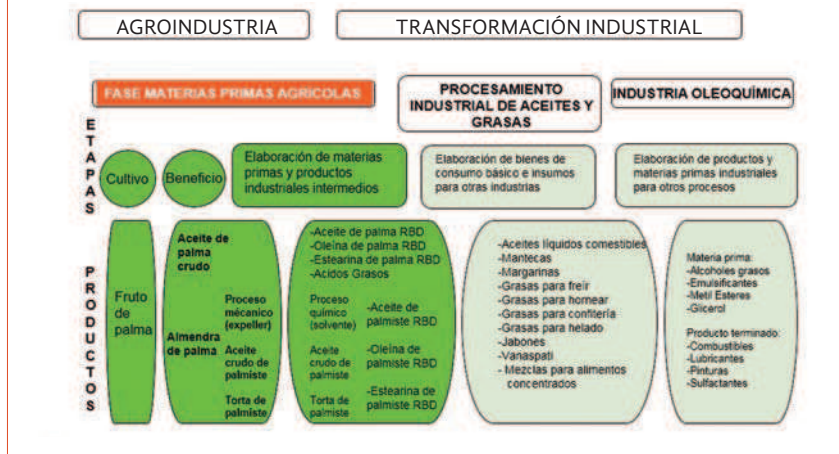 AGROINDUSTRIA
TRANSFORMACIÓN INDUSTRIAL
FASE MATERIAS PRIMAS AGRÍCOLAS
PROCESAMIENTO
INDUSTRIAL DE ACEITES Y
GRASAS
INDUSTRIA OLEOQUÍMICA
ETAPAS
Cultivo
Beneficio
Elaboración de materias
primas y productos
industriales intermedios
Elaboración de bienes de
consumo básico e insumos
para otras industrias
Elaboración de productos y
materias primas industriales
para otros procesos
PRODUCTOS
Fruto
de
palma
Aceite de
palma
crudo
Almendra
de palma
Proceso
mécanico
(expeller)
Aceite
crudo de
palmiste
Torta de
palmiste
-Aceite de palma RBD
-Oleína de palma RBD
-Estearina de palma RBD
-Acidos Grasos
Proceso
químico
(solvente)
Aceite
crudo de
palmiste
Torta de
palmiste
-Aceite de
palmiste RBD
-Oleína de
palmiste RBD
-Estearina de
palmiste RBD
-Aceites líquidos comestibles
-Mantecas
-Margarinas
-Grasas para freír
-Grasas para hornear
-Grasas para confitería
-Grasas para helado
-Jabones
-Vanaspati
- Mezclas para alimentos
concentrados
Materia prima:
-Alcoholes grasos
-Emulsificantes
-Metil Esteres
-Glicerol
Producto terminado:
-Combustibles
-Lubricantes
-Pinturas
-Sulfactantes